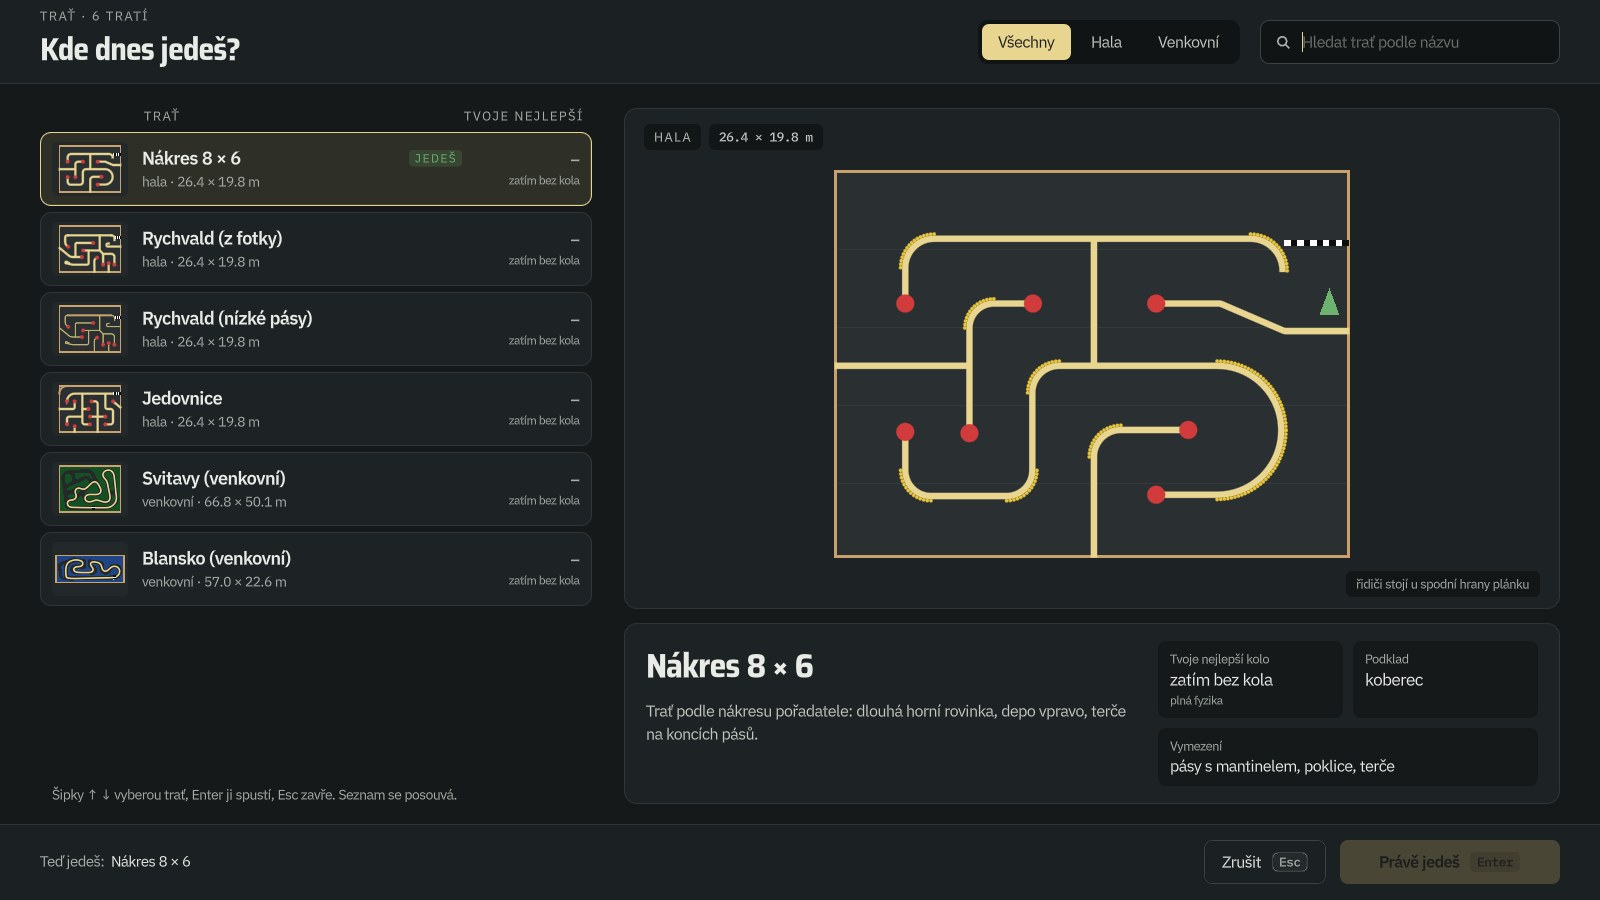 TRAŤ · 6 TRATÍ
Kde dnes jedeš?
Všechny
Hala
Venkovní
Hledat trať podle názvu
TRAŤ
TVOJE NEJLEPŠÍ
Nákres 8 × 6
JEDEŠ
–
hala · 26.4 × 19.8 m
zatím bez kola
Rychvald (z fotky)
–
hala · 26.4 × 19.8 m
zatím bez kola
Rychvald (nízké pásy)
–
hala · 26.4 × 19.8 m
zatím bez kola
Jedovnice
–
hala · 26.4 × 19.8 m
zatím bez kola
Svitavy (venkovní)
–
venkovní · 66.8 × 50.1 m
zatím bez kola
Blansko (venkovní)
–
venkovní · 57.0 × 22.6 m
zatím bez kola
Šipky ↑ ↓ vyberou trať, Enter ji spustí, Esc zavře. Seznam se posouvá.
HALA
26.4 × 19.8 m
řidiči stojí u spodní hrany plánku
Nákres 8 × 6
Trať podle nákresu pořadatele: dlouhá horní rovinka, depo vpravo, terče
na koncích pásů.
Tvoje nejlepší kolo
zatím bez kola
plná fyzika
Podklad
koberec
Vymezení
pásy s mantinelem, poklice, terče
Teď jedeš: Nákres 8 × 6
Zrušit Esc
Právě jedeš Enter